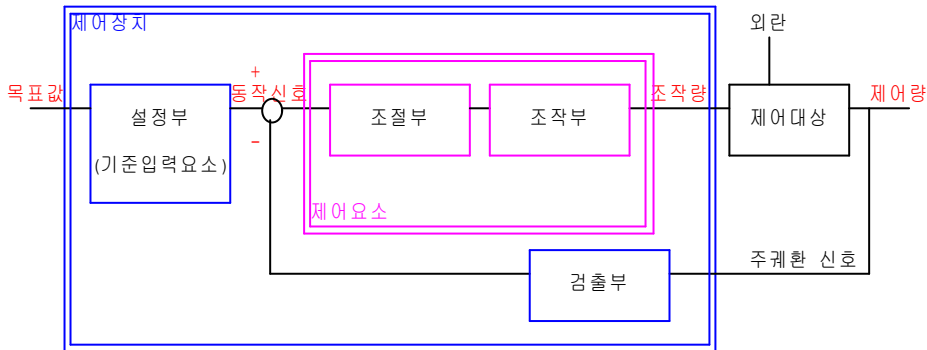 제어장치
외란
목표값
+
동작신호
조작량
제어량
설정부
(기준입력요소)
조절부
조작부
제어대상
-
제어요소
주궤환 신호
검출부